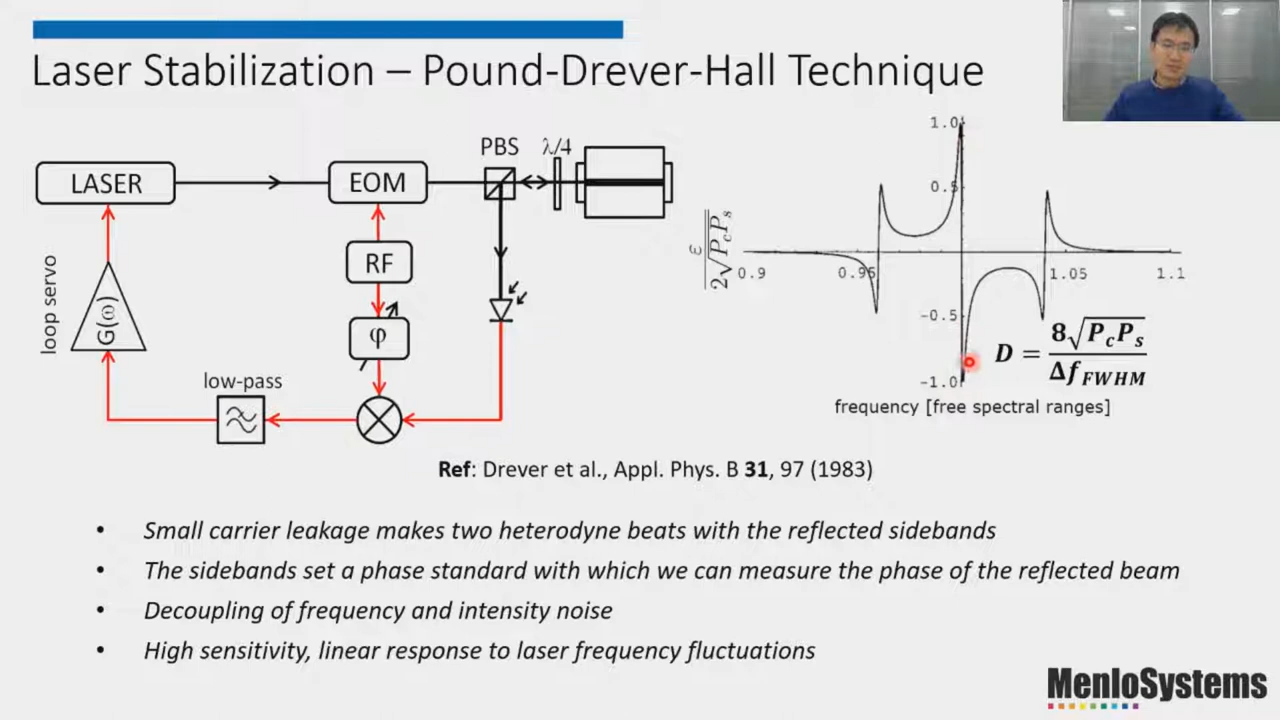 Laser Stabilization – Pound-Drever-Hall Technique
LASER
EOM
PBS
λ/4
RF
φ
loop servo
G(ω)
low-pass
ε
2√PcPs
1.0
0.5
-0.5
-1.0
0.9
0.95
1.05
1.1
D = 8√PcPs
Δf FWHM
frequency [free spectral ranges]
Ref: Drever et al., Appl. Phys. B 31, 97 (1983)
• Small carrier leakage makes two heterodyne beats with the reflected sidebands
• The sidebands set a phase standard with which we can measure the phase of the reflected beam
• Decoupling of frequency and intensity noise
• High sensitivity, linear response to laser frequency fluctuations
MenloSystems